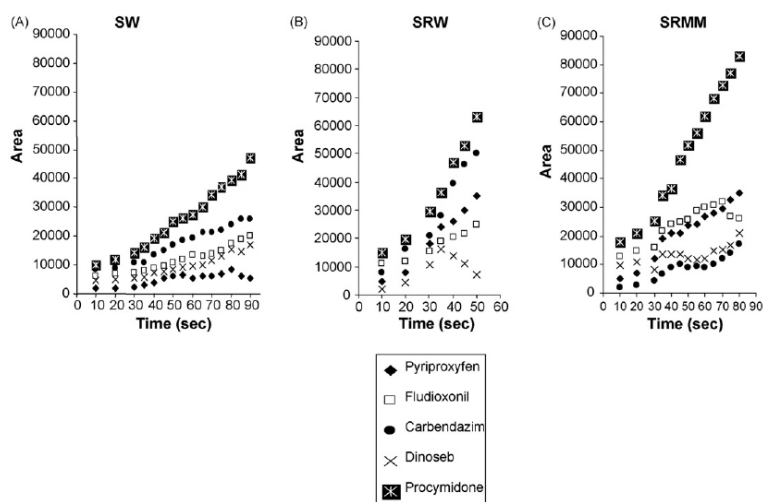 (A) SW
90000
80000
70000
60000
50000
40000
30000
20000
10000
0
Area
0 10 20 30 40 50 60 70 80 90
Time (sec)
(B) SRW
90000
80000
70000
60000
50000
40000
30000
20000
10000
0
Area
0 10 20 30 40 50 60
Time (sec)
(C) SRMM
90000
80000
70000
60000
50000
40000
30000
20000
10000
0
Area
0 10 20 30 40 50 60 70 80 90
Time (sec)
Pyriproxyfen
Fludioxonil
Carbendazim
Dinoseb
Procymidone